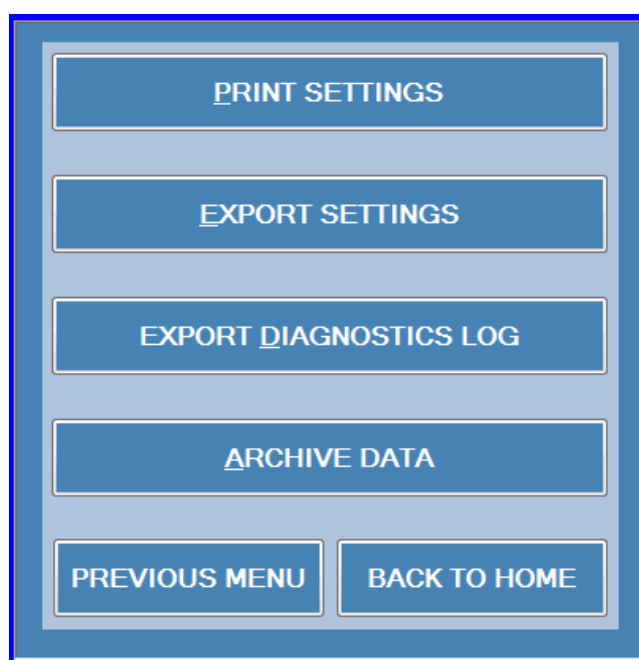 PRINT SETTINGS
EXPORT SETTINGS
EXPORT DIAGNOSTICS LOG
ARCHIVE DATA
PREVIOUS MENU BACK TO HOME